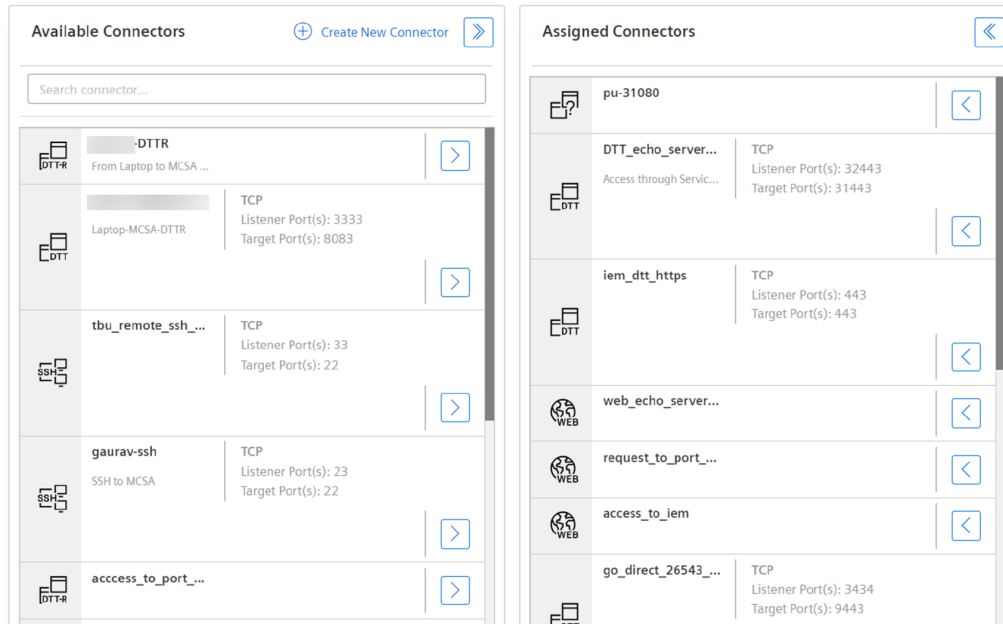 Available Connectors
Create New Connector
Search connector...
DTT-R
-DTTR
From Laptop to MCSA ...
DTT
Laptop-MCSA-DTTR
TCP
Listener Port(s): 3333
Target Port(s): 8083
SSH
tbu_remote_ssh_...
TCP
Listener Port(s): 33
Target Port(s): 22
SSH
gaurav-ssh
SSH to MCSA
TCP
Listener Port(s): 23
Target Port(s): 22
DTT-R
acccess_to_port_...
Assigned Connectors
?
pu-31080
DTT
DTT_echo_server...
Access through Servic...
TCP
Listener Port(s): 32443
Target Port(s): 31443
DTT
iem_dtt_https
TCP
Listener Port(s): 443
Target Port(s): 443
WEB
web_echo_server...
WEB
request_to_port_...
WEB
access_to_iem
go_direct_26543_...
TCP
Listener Port(s): 3434
Target Port(s): 9443